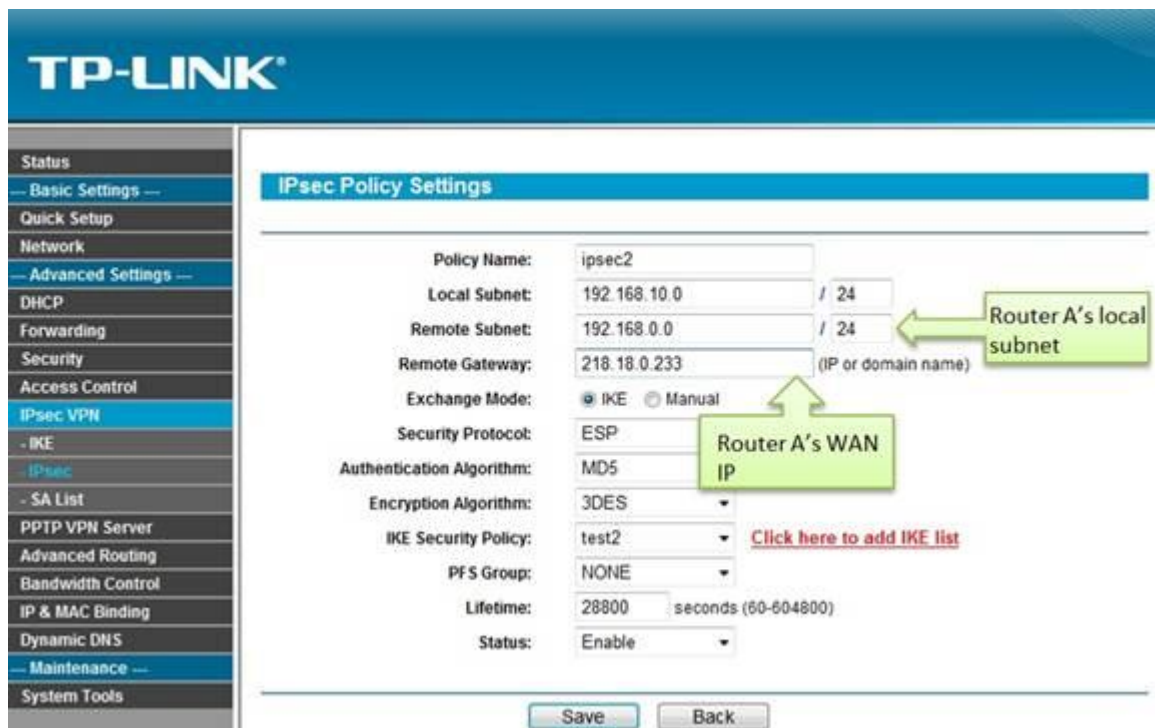 TP-LINK®
Status
— Basic Settings —
Quick Setup
Network
— Advanced Settings —
DHCP
Forwarding
Security
Access Control
IPsec VPN
- IKE
- IPsec
- SA List
PPTP VPN Server
Advanced Routing
Bandwidth Control
IP & MAC Binding
Dynamic DNS
— Maintenance —
System Tools
IPsec Policy Settings
Policy Name: ipsec2
Local Subnet: 192.168.10.0 / 24
Remote Subnet: 192.168.0.0 / 24
Router A's local
subnet
Remote Gateway: 218.18.0.233 (IP or domain name)
Exchange Mode: IKE Manual
Security Protocol: ESP
Router A's WAN
IP
Authentication Algorithm: MD5
Encryption Algorithm: 3DES
IKE Security Policy: test2 Click here to add IKE list
PFS Group: NONE
Lifetime: 28800 seconds (60-604800)
Status: Enable
Save Back